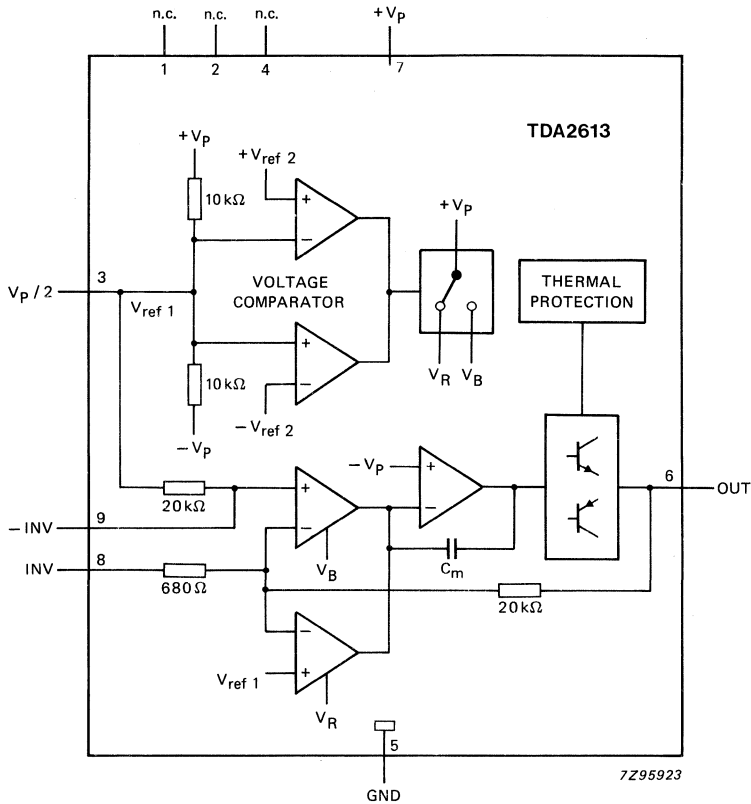 n.c.
n.c.
n.c.
+VP
1
2
4
7
TDA2613
+VP
+Vref 2
10 kΩ
+
−
+VP
3
VP / 2
Vref 1
VOLTAGE
COMPARATOR
THERMAL
PROTECTION
+
−
10 kΩ
VR
VB
−Vref 2
−VP
−VP
+
−
6
OUT
20 kΩ
+
−
9
−INV
8
INV
680 Ω
VB
Cm
20 kΩ
−
+
Vref 1
VR
5
GND
7Z95923